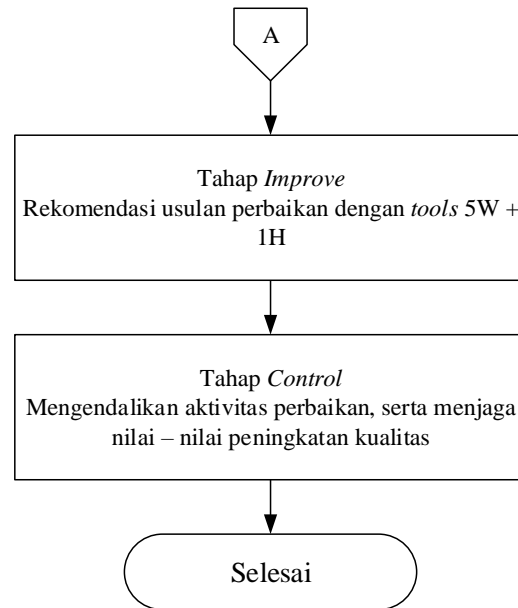 A
Tahap Improve
Rekomendasi usulan perbaikan dengan tools 5W +
1H
Tahap Control
Mengendalikan aktivitas perbaikan, serta menjaga
nilai – nilai peningkatan kualitas
Selesai